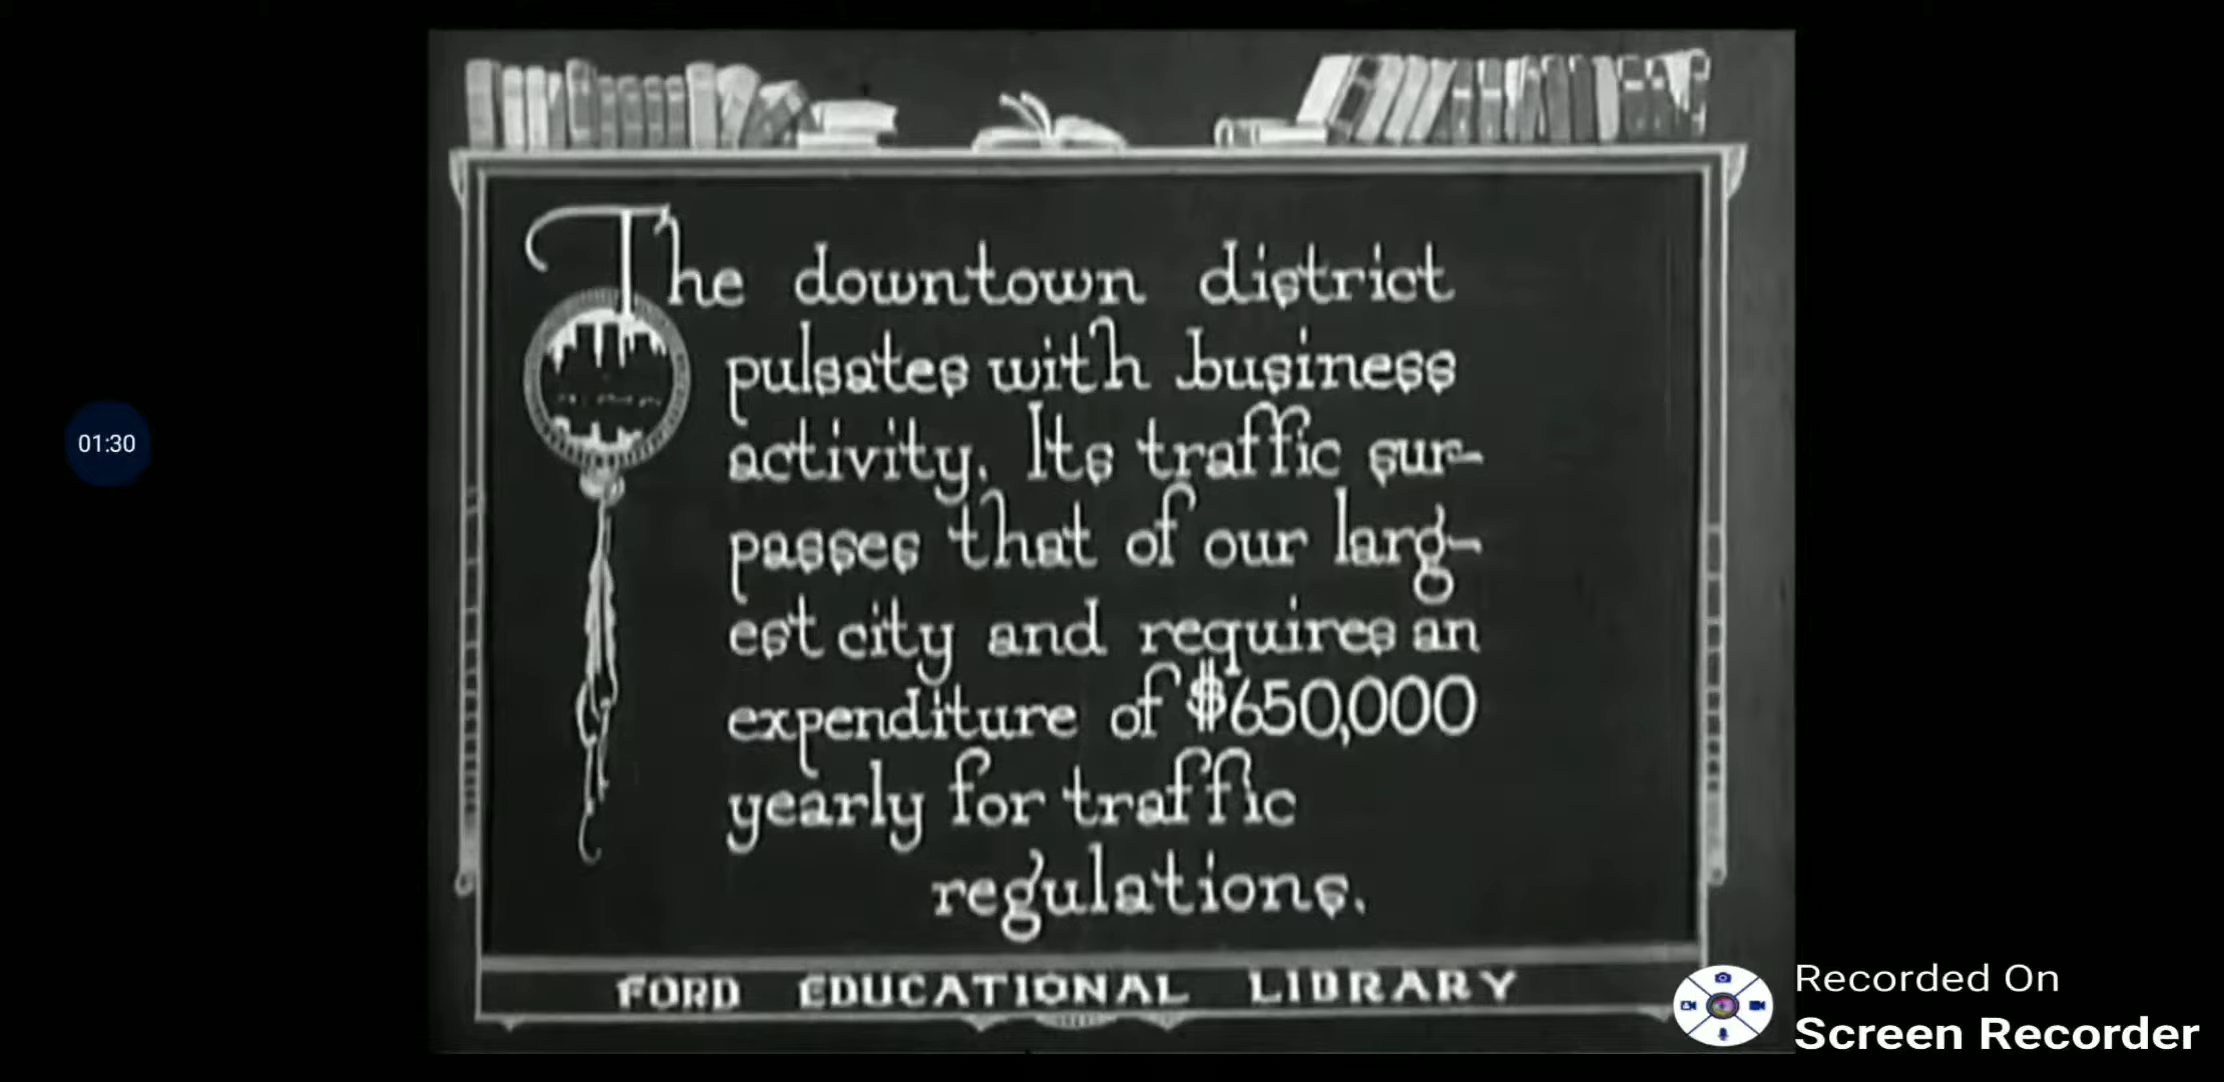 The downtown district
pulsates with business
activity. Its traffic sur-
passes that of our larg-
est city and requires an
expenditure of $650,000
yearly for traffic
regulations.
FORD EDUCATIONAL LIBRARY
01:30
Recorded On
Screen Recorder